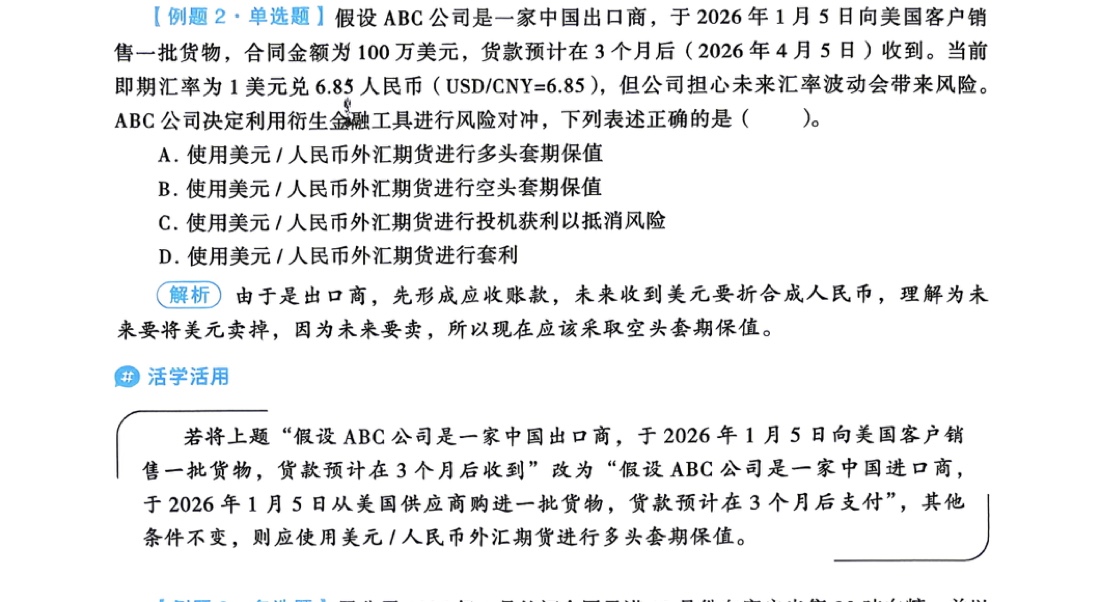 【例题2·单选题】假设ABC公司是一家中国出口商，于2026年1月5日向美国客户销
售一批货物，合同金额为100万美元，货款预计在3个月后（2026年4月5日）收到。当前
即期汇率为1美元兑6.85人民币（USD/CNY=6.85），但公司担心未来汇率波动会带来风险。
ABC公司决定利用衍生金融工具进行风险对冲，下列表述正确的是（　　）。
A. 使用美元/人民币外汇期货进行多头套期保值
B. 使用美元/人民币外汇期货进行空头套期保值
C. 使用美元/人民币外汇期货进行投机获利以抵消风险
D. 使用美元/人民币外汇期货进行套利
解析 由于是出口商，先形成应收账款，未来收到美元要折合成人民币，理解为未
来要将美元卖掉，因为未来要卖，所以现在应该采取空头套期保值。
# 活学活用
若将上题“假设ABC公司是一家中国出口商，于2026年1月5日向美国客户销
售一批货物，货款预计在3个月后收到”改为“假设ABC公司是一家中国进口商，
于2026年1月5日从美国供应商购进一批货物，货款预计在3个月后支付”，其他
条件不变，则应使用美元/人民币外汇期货进行多头套期保值。